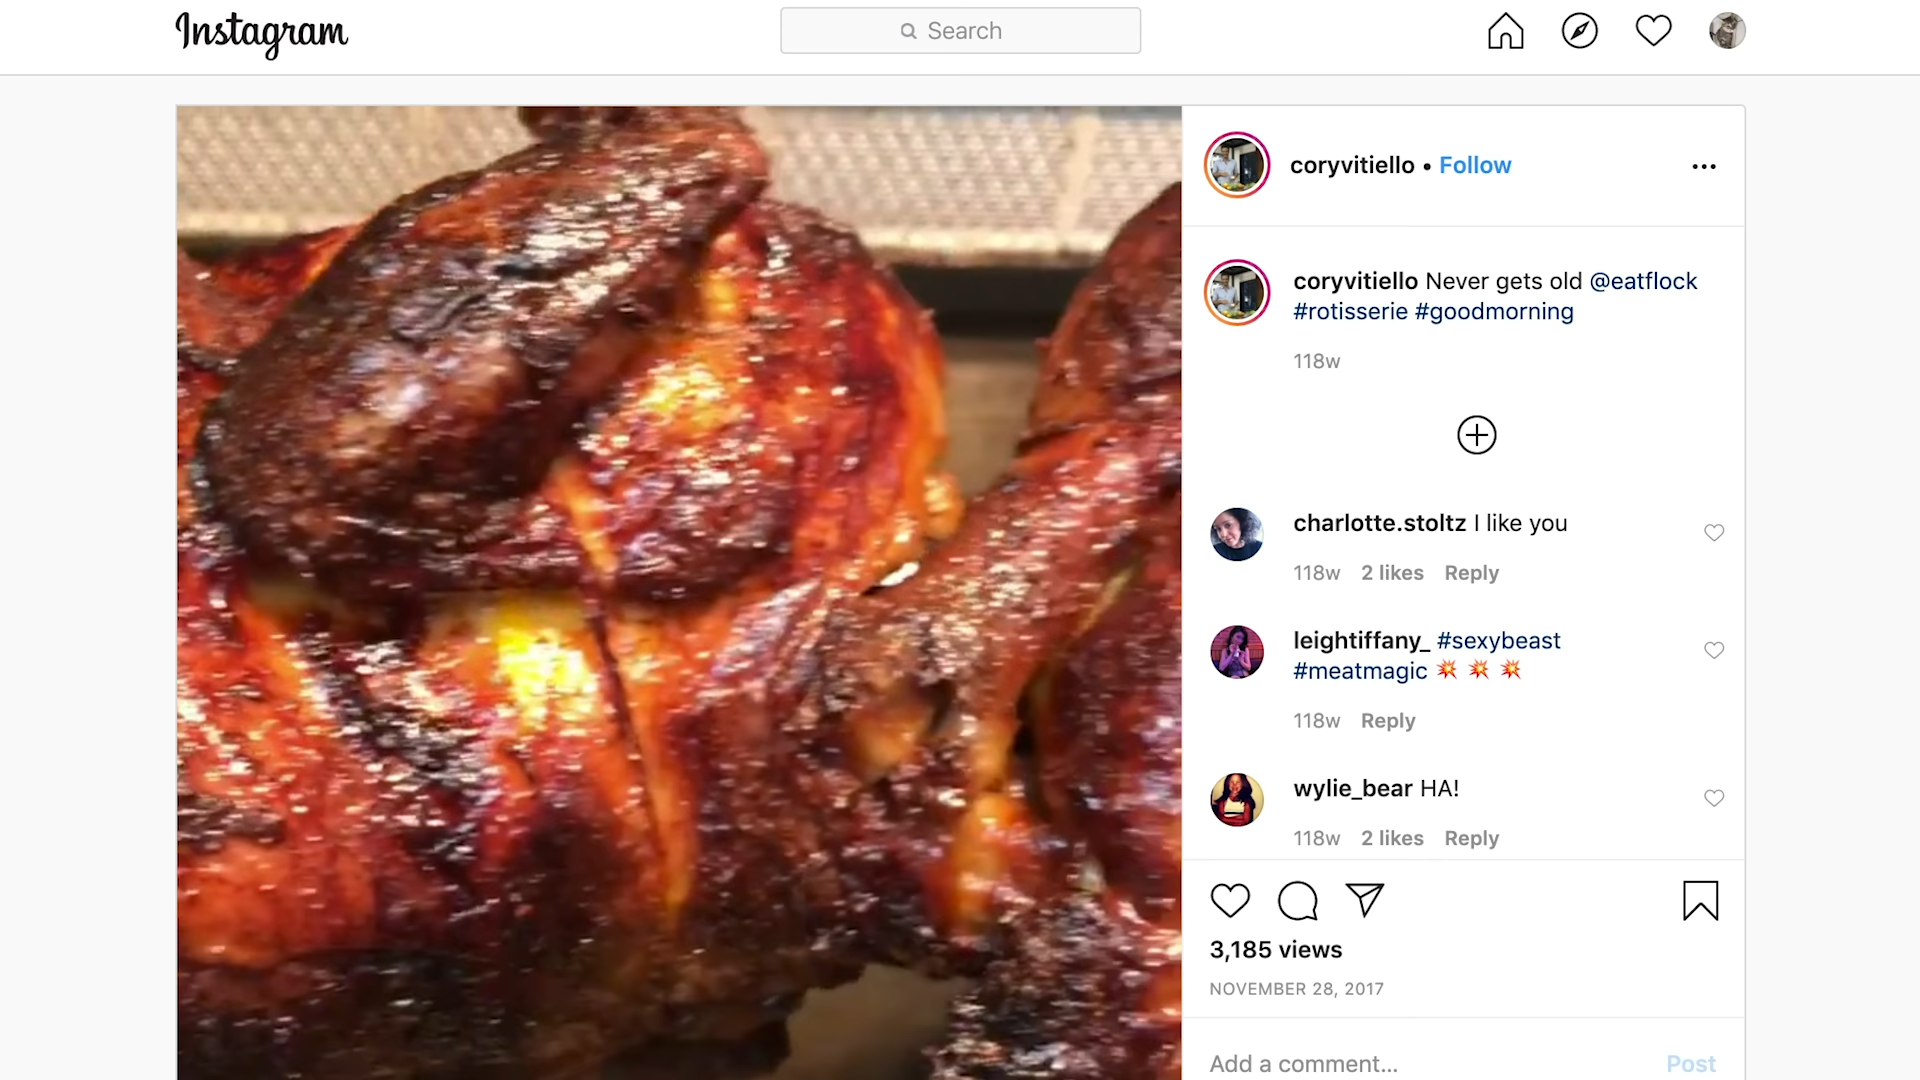 Instagram
Search
coryvitiello • Follow
coryvitiello Never gets old @eatflock
#rotisserie #goodmorning
118w
charlotte.stoltz I like you
118w 2 likes Reply
leightiffany_ #sexybeast
#meatmagic 💥 💥 💥
118w Reply
wylie_bear HA!
118w 2 likes Reply
3,185 views
NOVEMBER 28, 2017
Add a comment... Post